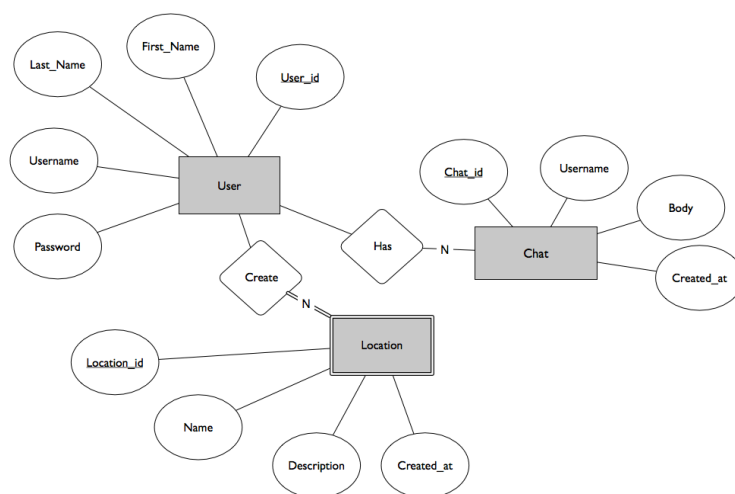 First_Name
Last_Name
User_id
Username
User
Password
Chat_id
Username
Body
Has
N
Chat
Created_at
Create
N
Location
Location_id
Name
Description
Created_at